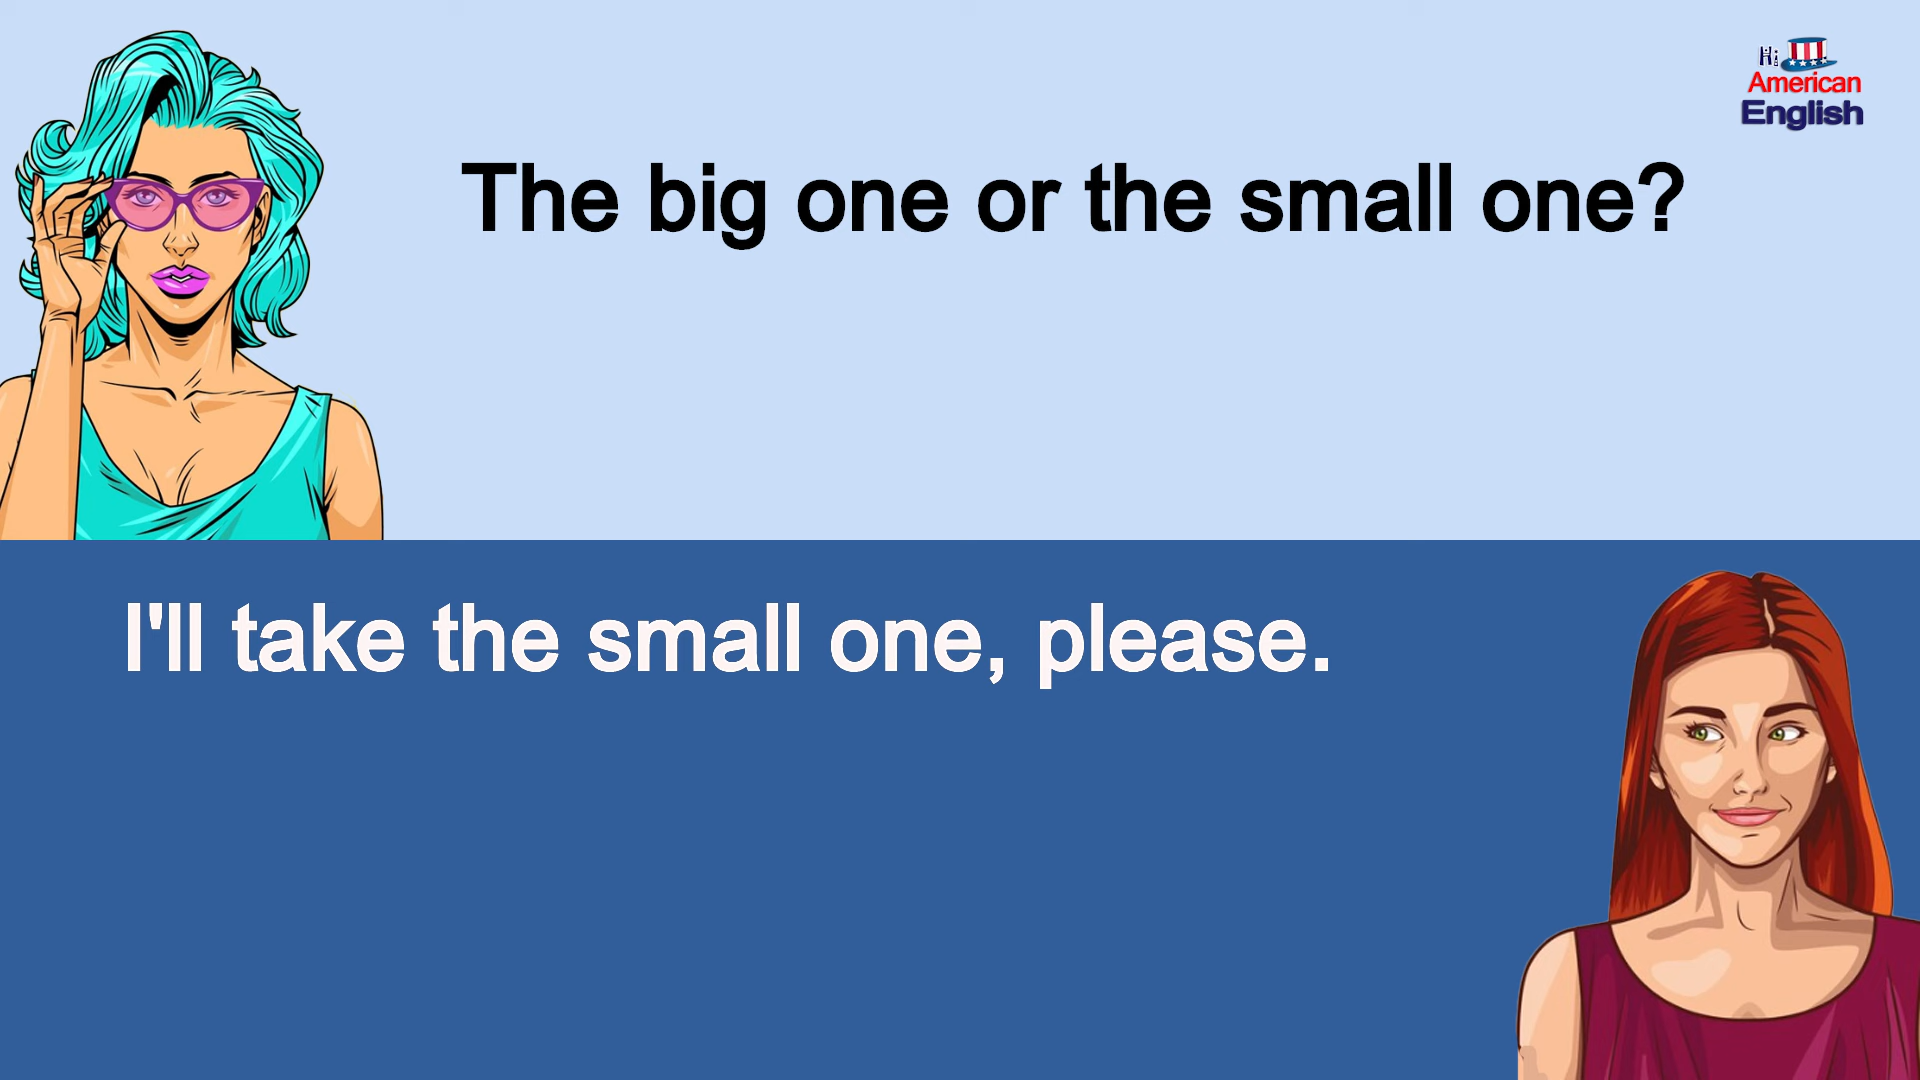 Hi
American
English
The big one or the small one?
I'll take the small one, please.